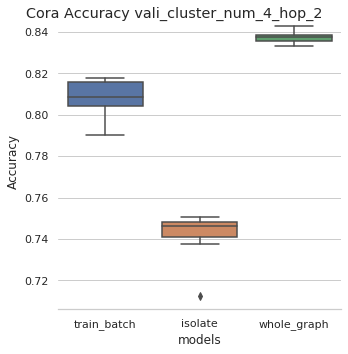 Cora Accuracy vali_cluster_num_4_hop_2
0.84
0.82
0.80
0.78
0.76
0.74
0.72
Accuracy
train_batch isolate whole_graph
models